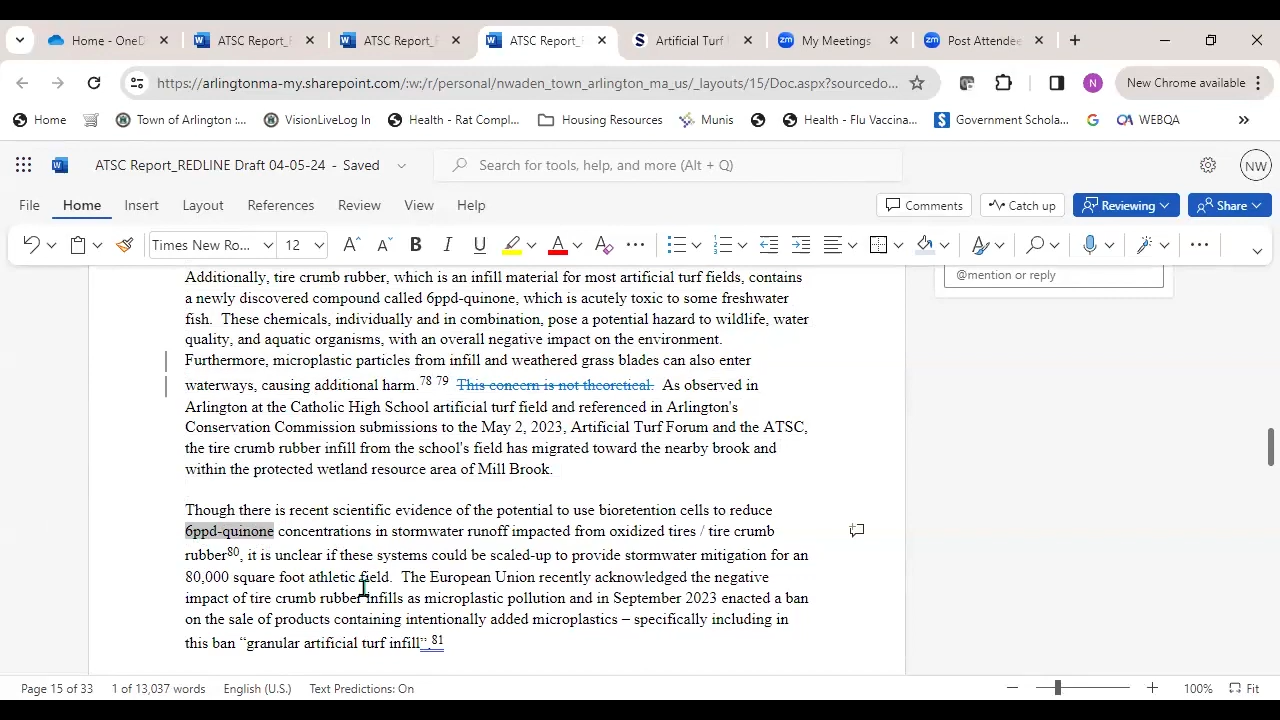 Home - OneD
ATSC Report_F
ATSC Report_F
ATSC Report_
Artificial Turf
My Meetings
Post Attendee
https://arlingtonma-my.sharepoint.com/:w:/r/personal/nwaden_town_arlington_ma_us/_layouts/15/Doc.aspx?sourcedo...
N
New Chrome available
Home
Town of Arlington :...
VisionLiveLog In
Health - Rat Compl...
Housing Resources
Munis
Health - Flu Vaccina...
Government Schola...
WEBQA
ATSC Report_REDLINE Draft 04-05-24 - Saved
Search for tools, help, and more (Alt + Q)
NW
File Home Insert Layout References Review View Help
Comments
Catch up
Reviewing
Share
Times New Ro...
12
@mention or reply
Additionally, tire crumb rubber, which is an infill material for most artificial turf fields, contains
a newly discovered compound called 6ppd-quinone, which is acutely toxic to some freshwater
fish.  These chemicals, individually and in combination, pose a potential hazard to wildlife, water
quality, and aquatic organisms, with an overall negative impact on the environment.
Furthermore, microplastic particles from infill and weathered grass blades can also enter
waterways, causing additional harm.78 79 This concern is not theoretical.  As observed in
Arlington at the Catholic High School artificial turf field and referenced in Arlington's
Conservation Commission submissions to the May 2, 2023, Artificial Turf Forum and the ATSC,
the tire crumb rubber infill from the school's field has migrated toward the nearby brook and
within the protected wetland resource area of Mill Brook.
Though there is recent scientific evidence of the potential to use bioretention cells to reduce
6ppd-quinone concentrations in stormwater runoff impacted from oxidized tires / tire crumb
rubber80, it is unclear if these systems could be scaled-up to provide stormwater mitigation for an
80,000 square foot athletic field.  The European Union recently acknowledged the negative
impact of tire crumb rubber infills as microplastic pollution and in September 2023 enacted a ban
on the sale of products containing intentionally added microplastics – specifically including in
this ban “granular artificial turf infill”.81
Page 15 of 33
1 of 13,037 words
English (U.S.)
Text Predictions: On
100%
Fit